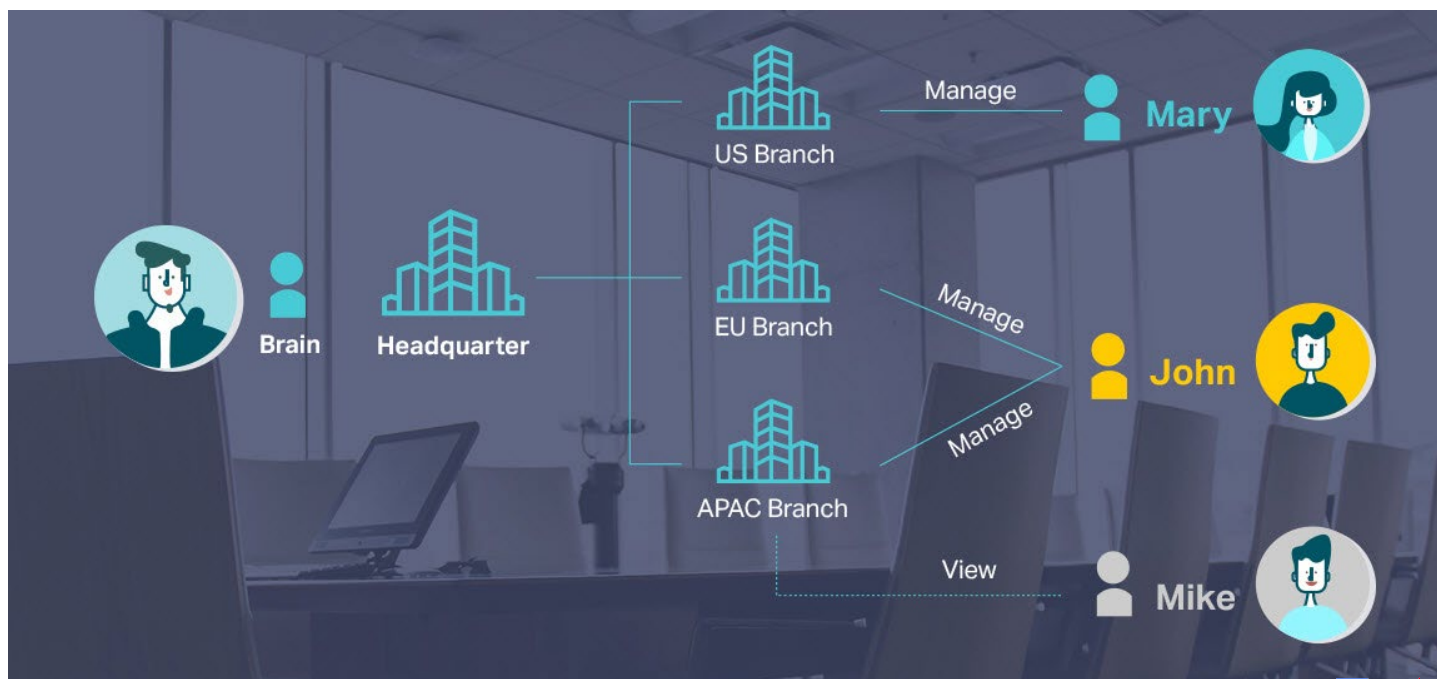 Manage
Mary
US Branch
Brain
Headquarter
EU Branch
Manage
John
Manage
APAC Branch
View
Mike